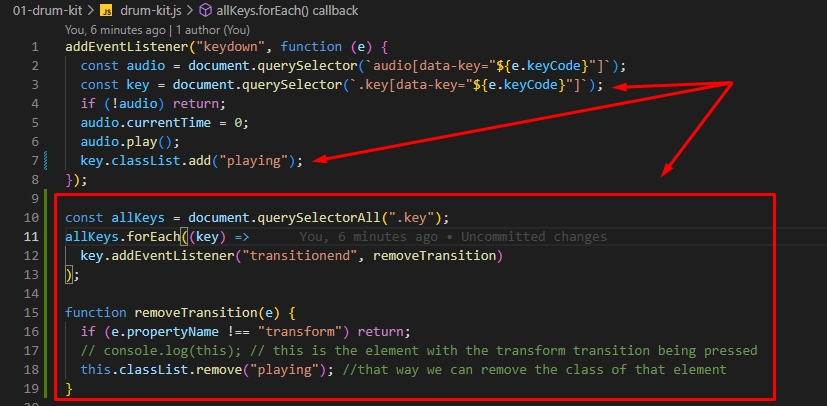 01-drum-kit > JS drum-kit.js > allKeys.forEach() callback
You, 6 minutes ago | 1 author (You)
1 addEventListener("keydown", function (e) {
2 const audio = document.querySelector(`audio[data-key="${e.keyCode}"]`);
3 const key = document.querySelector(`.key[data-key="${e.keyCode}"]`);
4 if (!audio) return;
5 audio.currentTime = 0;
6 audio.play();
7 key.classList.add("playing");
8 });
9
10 const allKeys = document.querySelectorAll(".key");
11 allKeys.forEach((key) => You, 6 minutes ago • Uncommitted changes
12 key.addEventListener("transitionend", removeTransition)
13 );
14
15 function removeTransition(e) {
16 if (e.propertyName !== "transform") return;
17 // console.log(this); // this is the element with the transform transition being pressed
18 this.classList.remove("playing"); //that way we can remove the class of that element
19 }